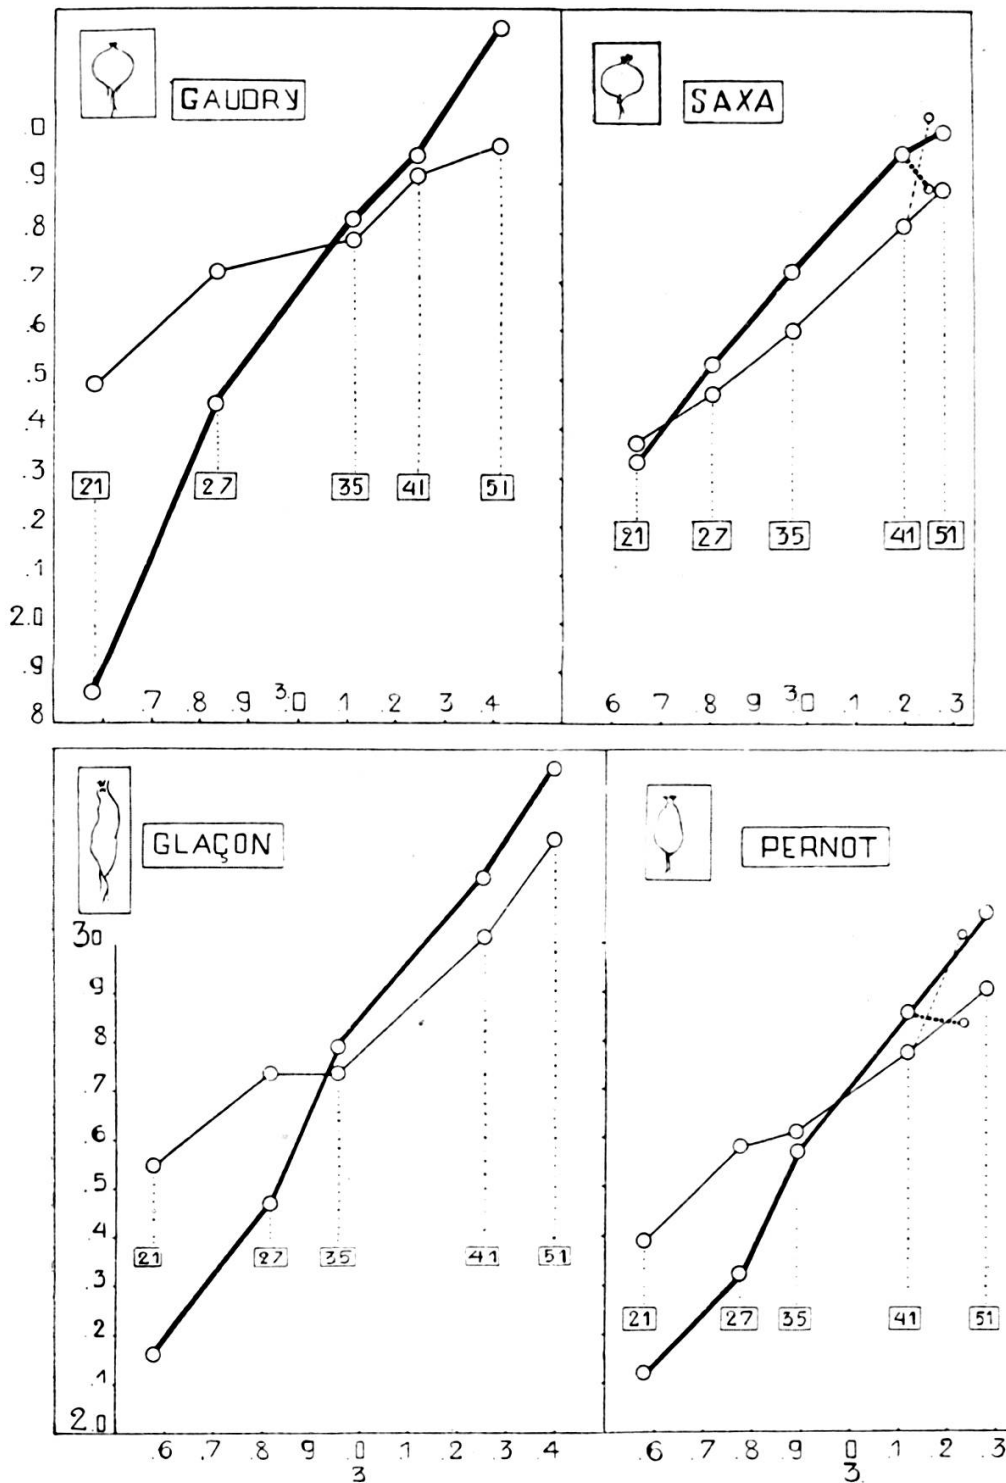 GAUDRY
SAXA
.0
.9
.8
.7
.6
.5
.4
.3
.2
.1
2.0
.9
8
21 27 35 41 51
21 27 35 41 51
.7 .8 .9 3.0 .1 .2 .3 .4
6 .7 .8 .9 3.0 .1 .2 .3
GLAÇON
PERNOT
30
9
.8
.7
.6
.5
.4
.3
.2
.1
2.0
21 27 35 41 51
21 27 35 41 51
.6 .7 .8 9 .0 .1 .2 .3 .4
3
.6 .7 .8 .9 0 .1 .2 .3
3.